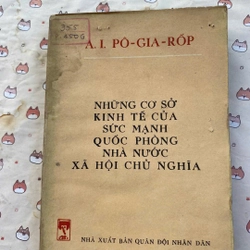 A. I. PÔ-GIA-RỐP
NHỮNG CƠ SỞ
KINH TẾ CỦA
SỨC MẠNH
QUỐC PHÒNG
NHÀ NƯỚC
XÃ HỘI CHỦ NGHĨA
NHÀ XUẤT BẢN QUÂN ĐỘI NHÂN DÂN